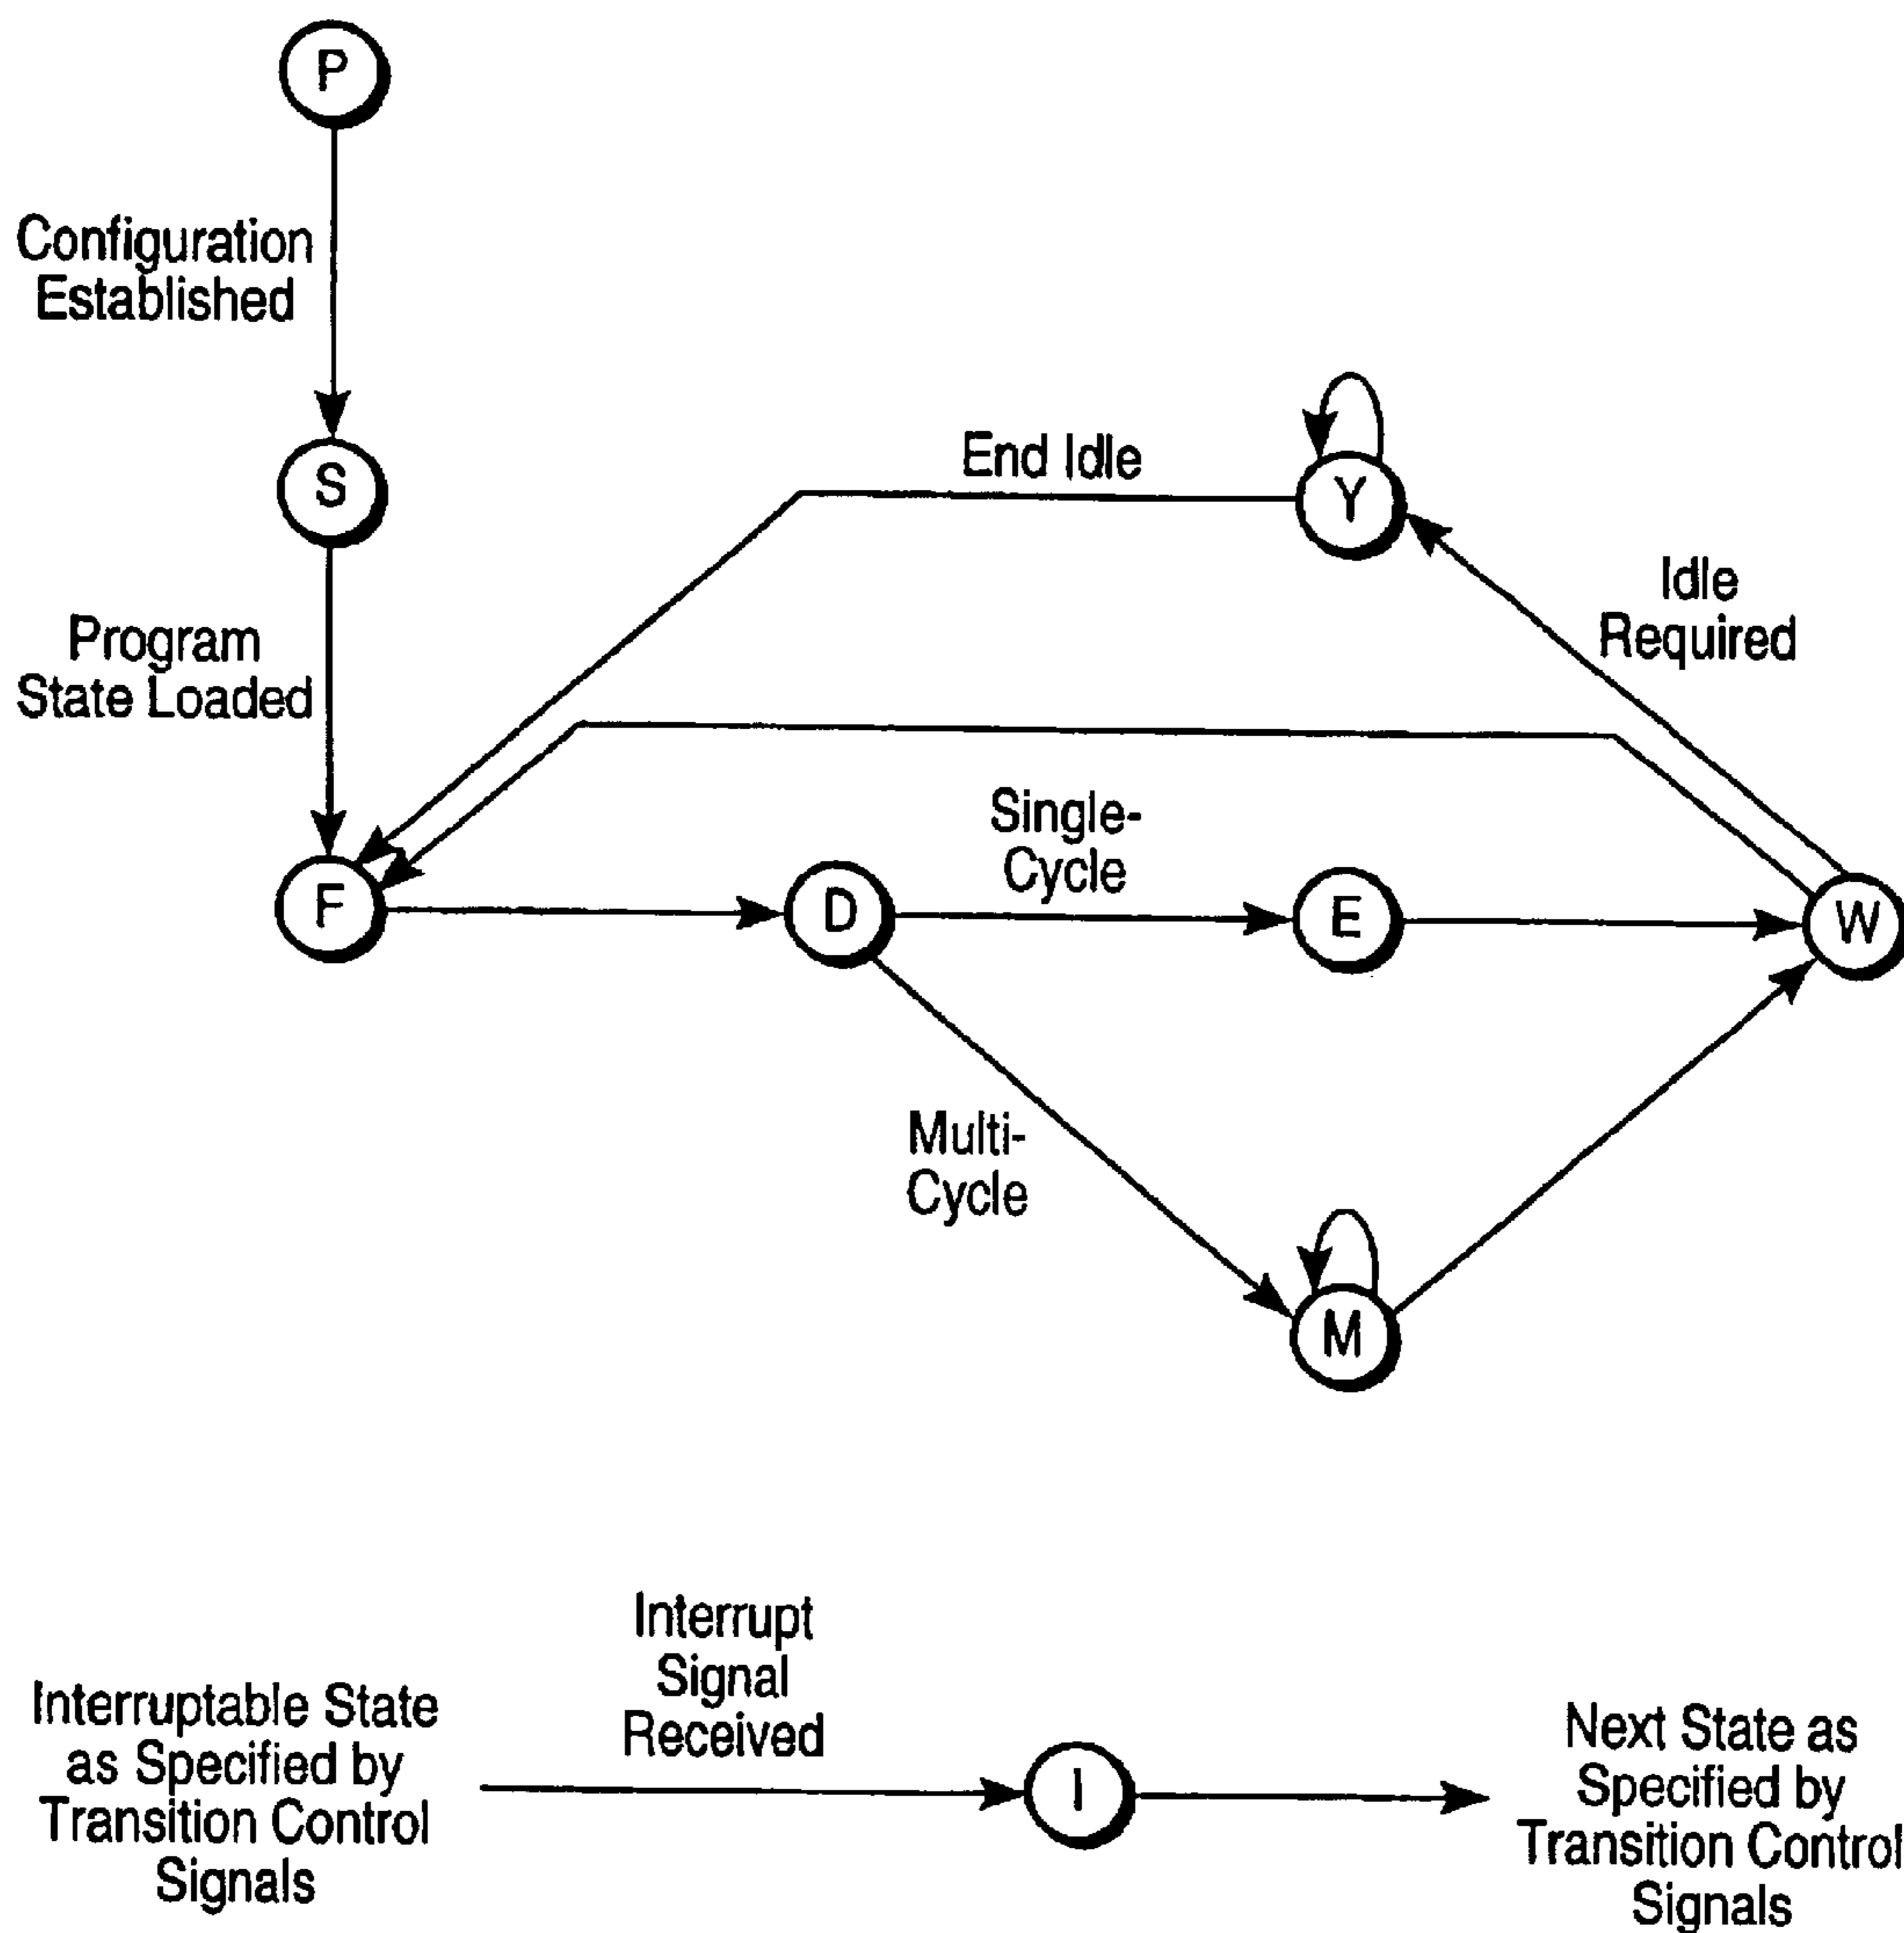 P
Configuration
Established
S
End Idle
Y
Idle
Required
Program
State Loaded
Single-
Cycle
F
D
E
W
Multi-
Cycle
M
Interrupt
Signal
Received
Interruptable State
as Specified by
Transition Control
Signals
I
Next State as
Specified by
Transition Control
Signals